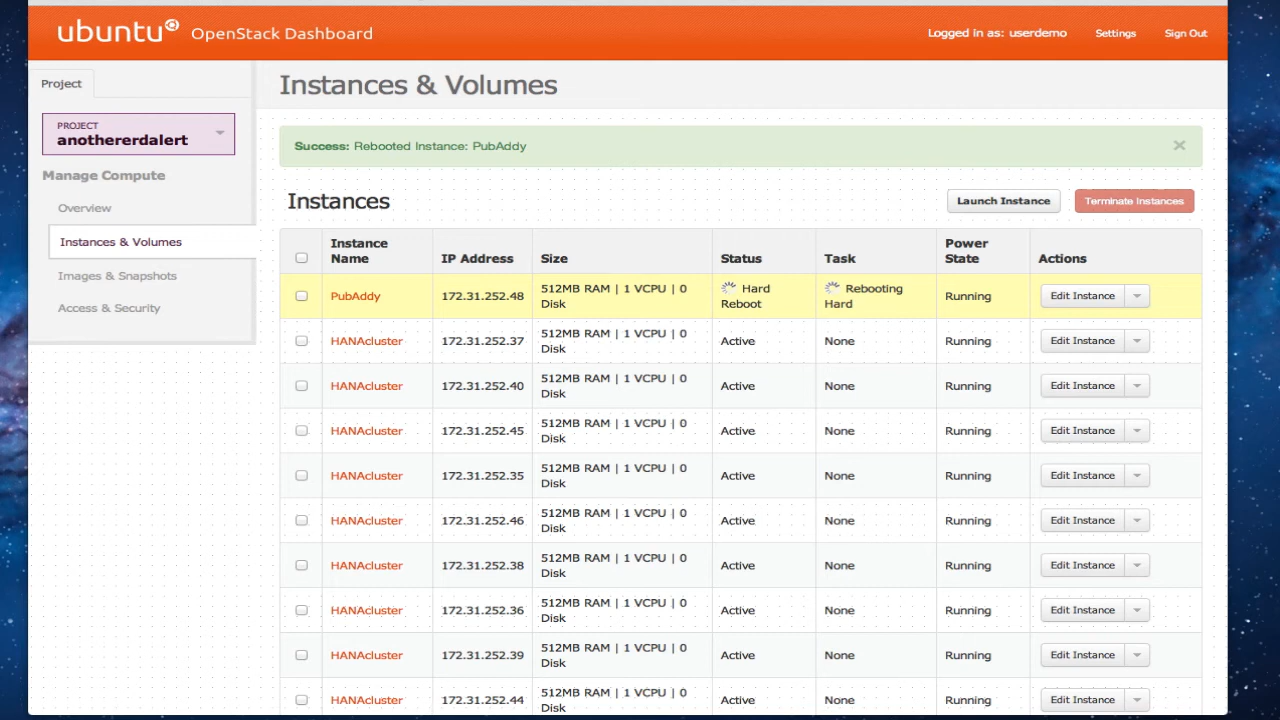 ubuntu OpenStack Dashboard
Logged in as: userdemo Settings Sign Out
Project
PROJECT
anothererdalert
Manage Compute
Overview
Instances & Volumes
Images & Snapshots
Access & Security
Instances & Volumes
Success: Rebooted Instance: PubAddy ×
Instances
Launch Instance Terminate Instances
Instance Name IP Address Size Status Task Power State Actions
PubAddy 172.31.252.48 512MB RAM | 1 VCPU | 0 Disk Hard Reboot Rebooting Hard Running Edit Instance
HANAcluster 172.31.252.37 512MB RAM | 1 VCPU | 0 Disk Active None Running Edit Instance
HANAcluster 172.31.252.40 512MB RAM | 1 VCPU | 0 Disk Active None Running Edit Instance
HANAcluster 172.31.252.45 512MB RAM | 1 VCPU | 0 Disk Active None Running Edit Instance
HANAcluster 172.31.252.35 512MB RAM | 1 VCPU | 0 Disk Active None Running Edit Instance
HANAcluster 172.31.252.46 512MB RAM | 1 VCPU | 0 Disk Active None Running Edit Instance
HANAcluster 172.31.252.38 512MB RAM | 1 VCPU | 0 Disk Active None Running Edit Instance
HANAcluster 172.31.252.36 512MB RAM | 1 VCPU | 0 Disk Active None Running Edit Instance
HANAcluster 172.31.252.39 512MB RAM | 1 VCPU | 0 Disk Active None Running Edit Instance
HANAcluster 172.31.252.44 512MB RAM | 1 VCPU | 0 Disk Active None Running Edit Instance